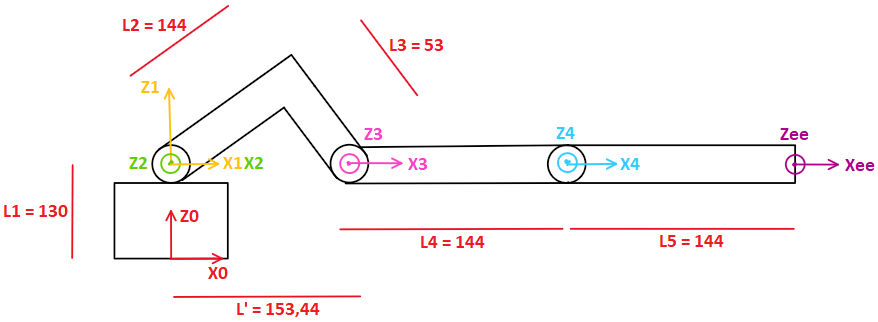 L2 = 144
L3 = 53
Z1
Z3
Z4
Zee
Z2
X1 X2
X3
X4
Xee
L1 = 130
Z0
X0
L4 = 144
L5 = 144
L' = 153,44